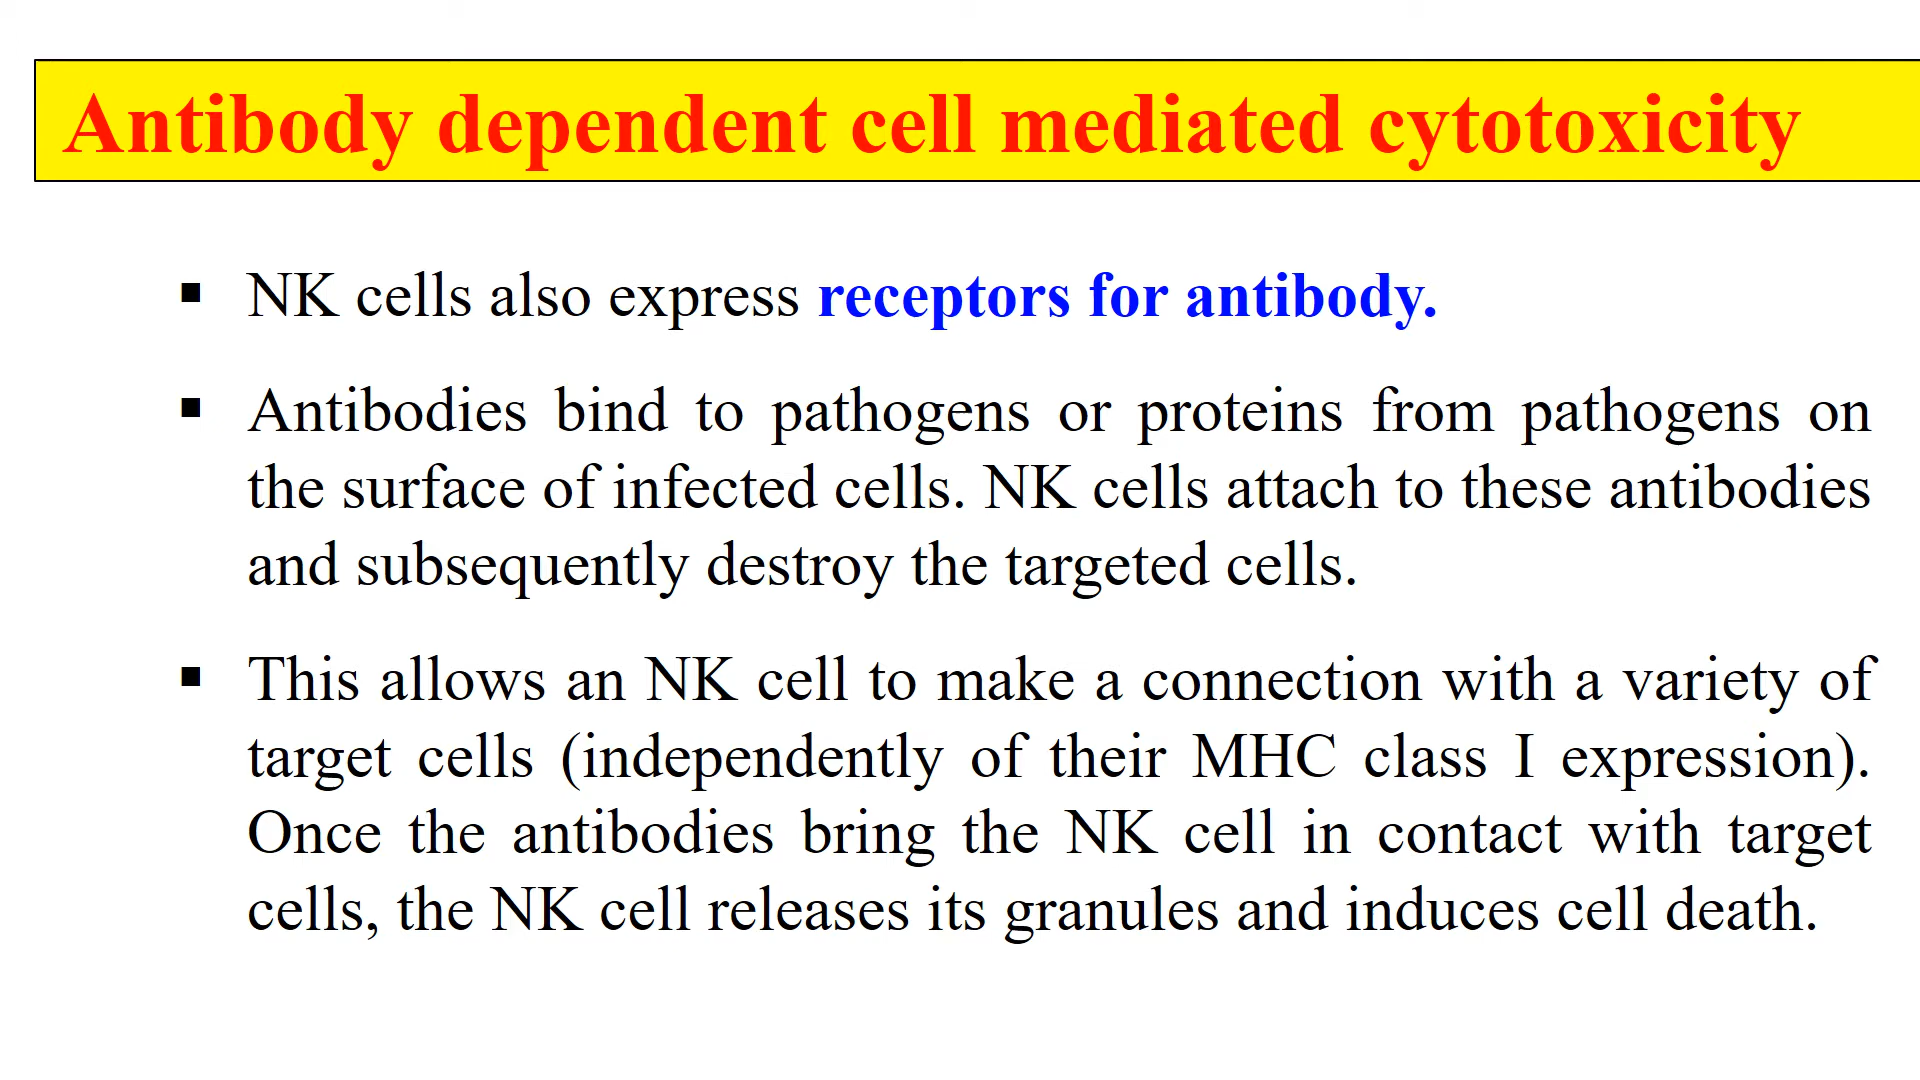 Antibody dependent cell mediated cytotoxicity
▪ NK cells also express receptors for antibody.
▪ Antibodies bind to pathogens or proteins from pathogens on
the surface of infected cells. NK cells attach to these antibodies
and subsequently destroy the targeted cells.
▪ This allows an NK cell to make a connection with a variety of
target cells (independently of their MHC class I expression).
Once the antibodies bring the NK cell in contact with target
cells, the NK cell releases its granules and induces cell death.